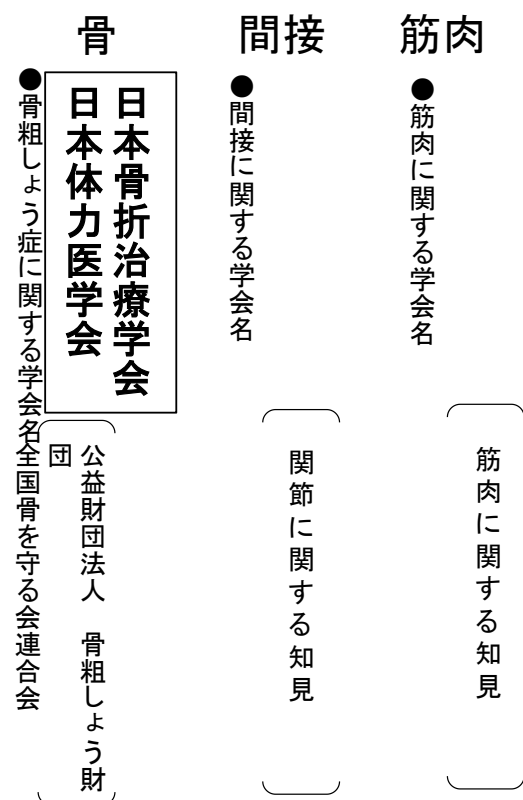 骨
間接
筋肉
●筋肉に関する学会名
●間接に関する学会名
日本骨折治療学会
日本体力医学会
●骨粗しょう症に関する学会名
筋肉に関する知見
関節に関する知見
公益財団法人　骨粗しょう財
団
全国骨を守る会連合会